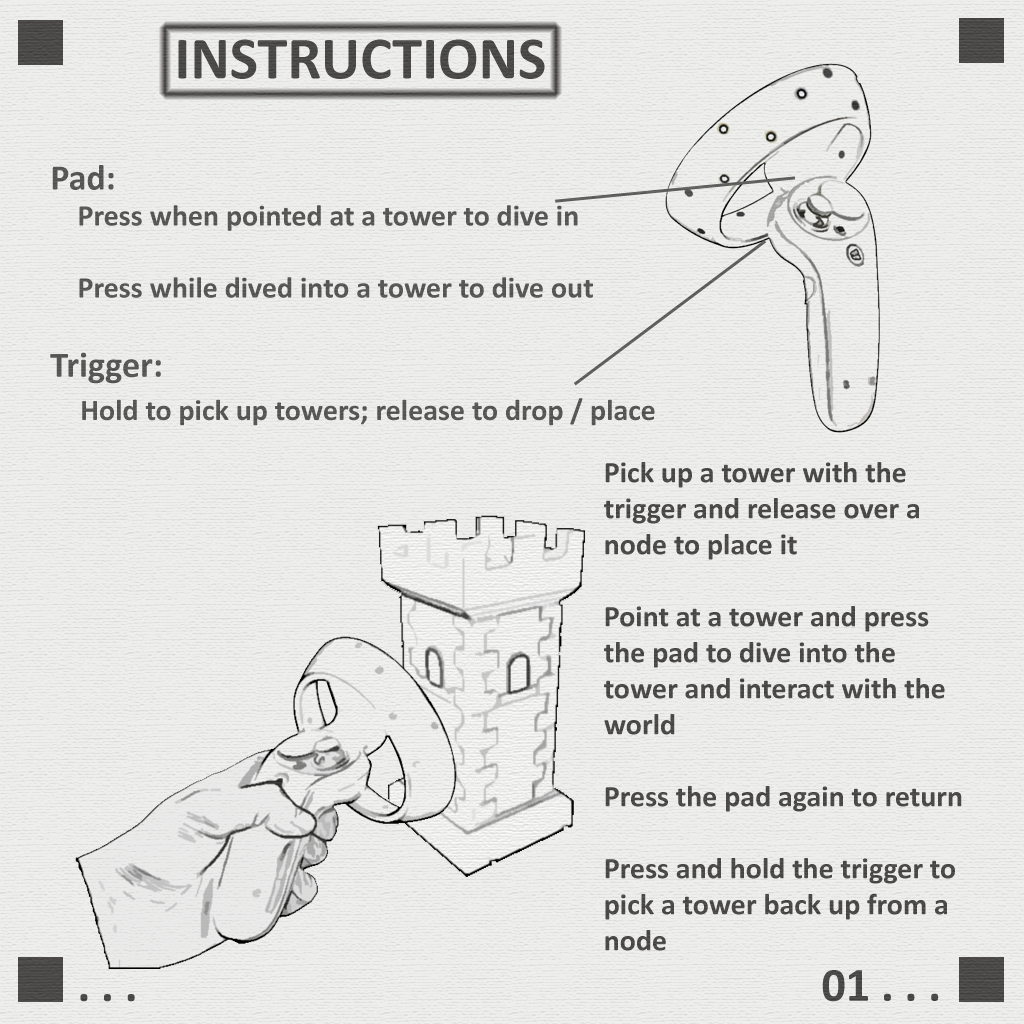 INSTRUCTIONS
Pad:
Press when pointed at a tower to dive in
Press while dived into a tower to dive out
Trigger:
Hold to pick up towers; release to drop / place
Pick up a tower with the
trigger and release over a
node to place it
Point at a tower and press
the pad to dive into the
tower and interact with the
world
Press the pad again to return
Press and hold the trigger to
pick a tower back up from a
node
. . .
01 . . .